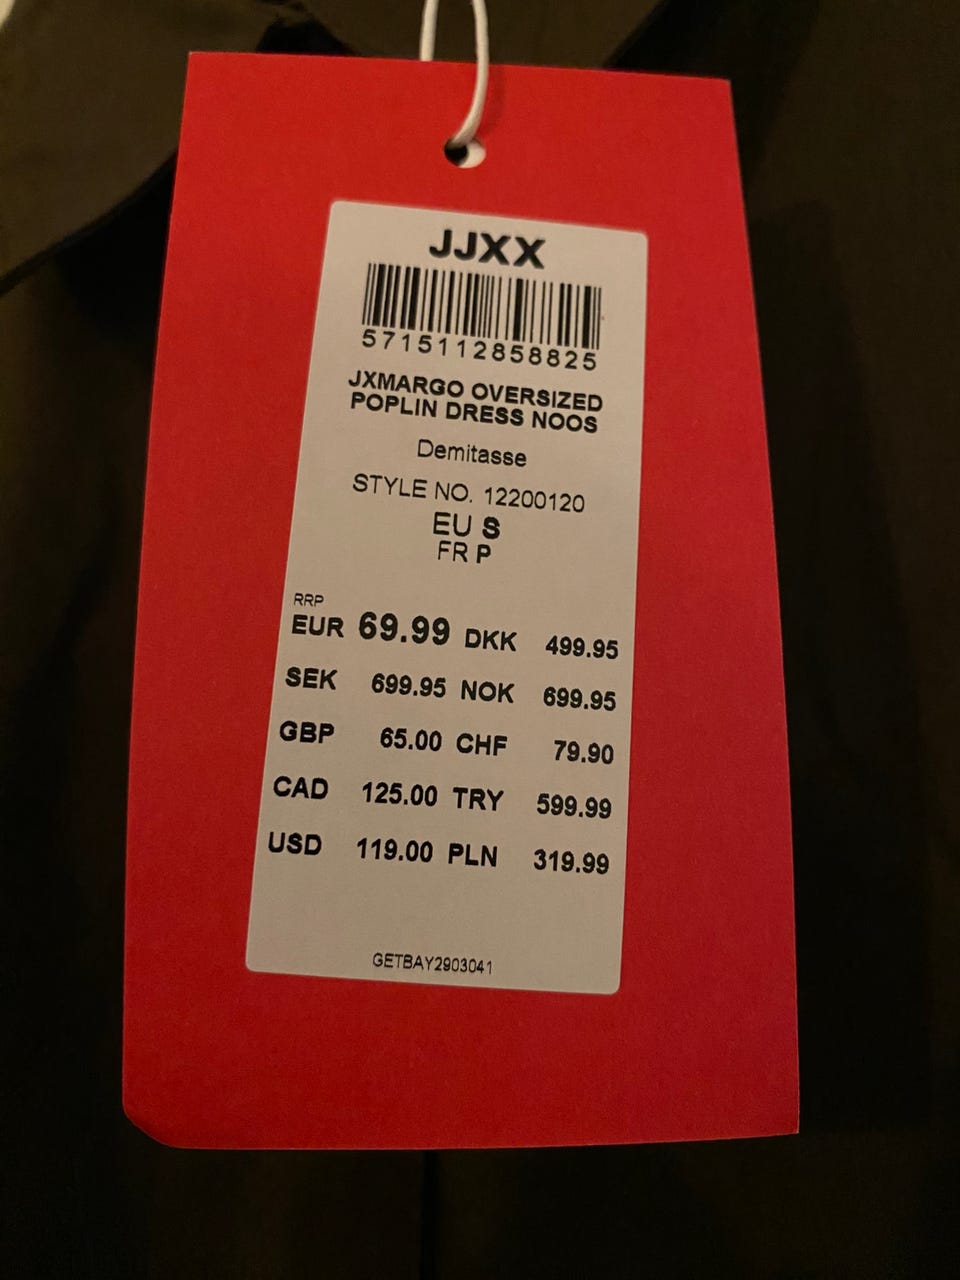 JJXX
5715112858825
JXMARGO OVERSIZED
POPLIN DRESS NOOS
Demitasse
STYLE NO. 12200120
EU S
FR P
RRP
EUR 69.99 DKK 499.95
SEK 699.95 NOK 699.95
GBP 65.00 CHF 79.90
CAD 125.00 TRY 599.99
USD 119.00 PLN 319.99
GETBAY2903041